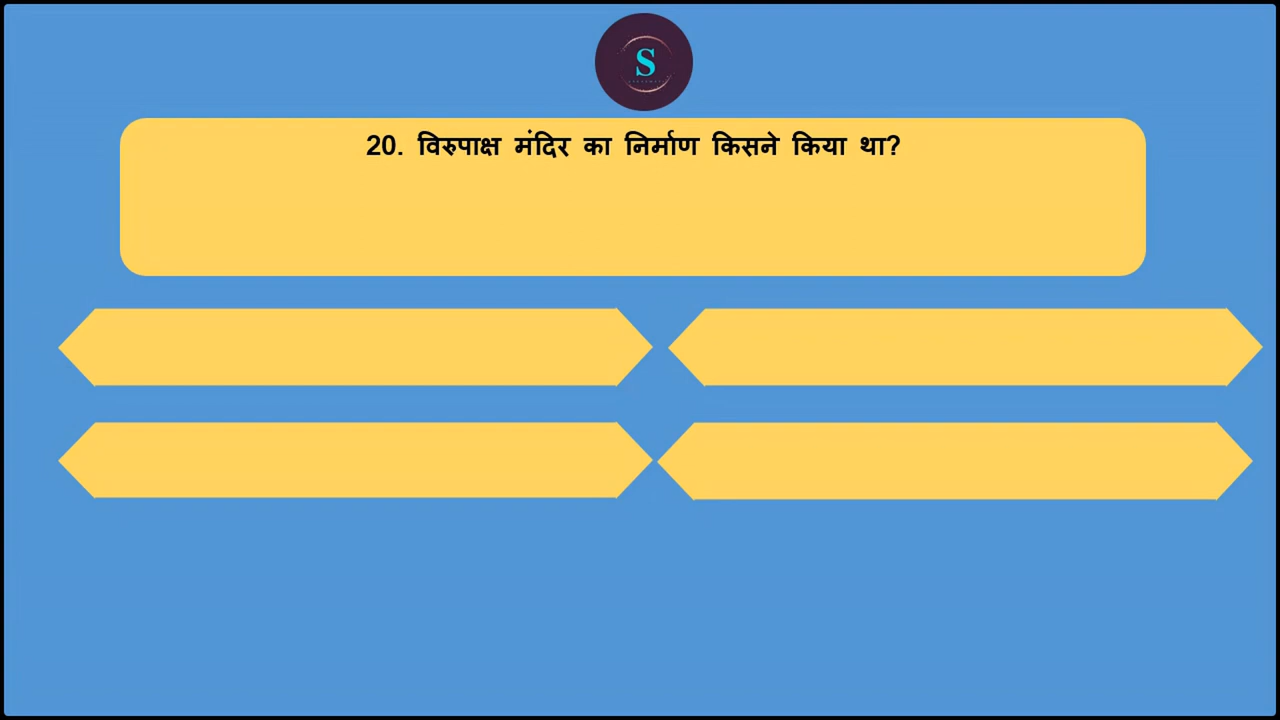 S
20. विरुपाक्ष मंदिर का निर्माण किसने किया था?